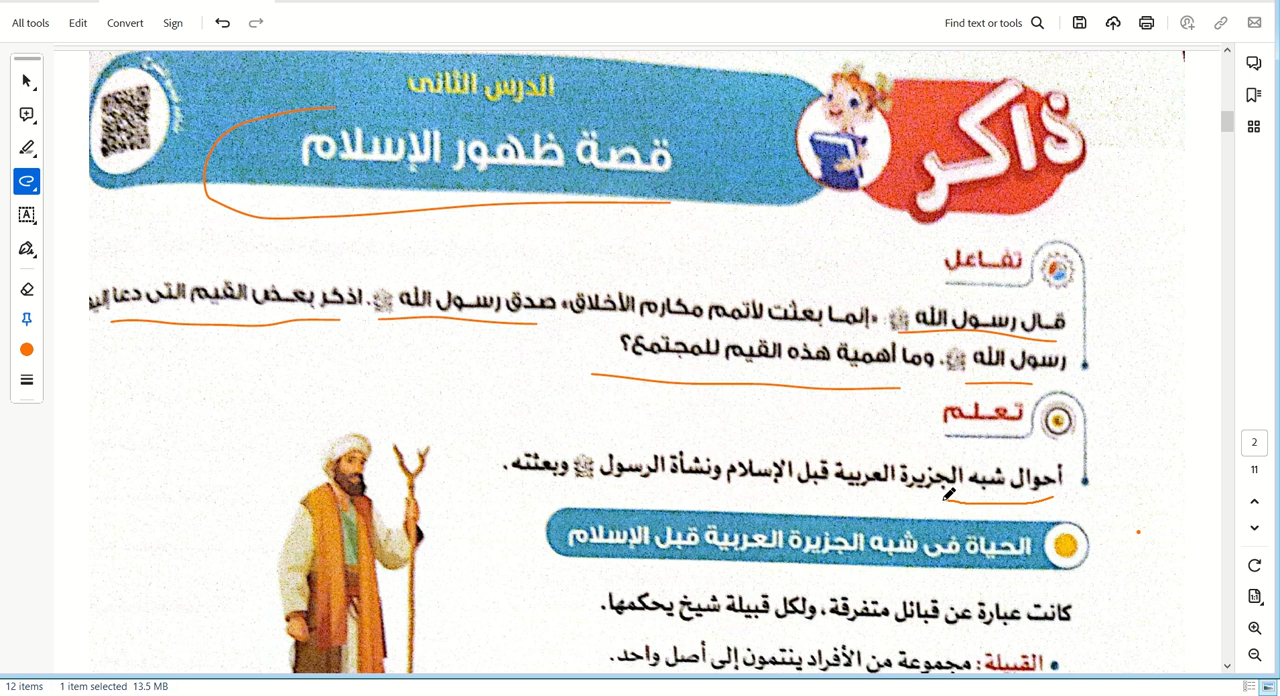 All tools Edit Convert Sign Find text or tools
ذاكر
الدرس الثانى
قصة ظهور الإسلام
تفاعل
قال رسول الله ﷺ: «إنما بعثت لأتمم مكارم الأخلاق» صدق رسول الله ﷺ. اذكر بعض القيم التى دعا
رسول الله ﷺ. وما أهمية هذه القيم للمجتمع؟
تعلم
أحوال شبه الجزيرة العربية قبل الإسلام ونشأة الرسول ﷺ وبعثته.
الحياة فى شبه الجزيرة العربية قبل الإسلام
كانت عبارة عن قبائل متفرقة، ولكل قبيلة شيخ يحكمها.
• القبيلة: مجموعة من الأفراد ينتمون إلى أصل واحد.
2
11
12 items 1 item selected 13.5 MB